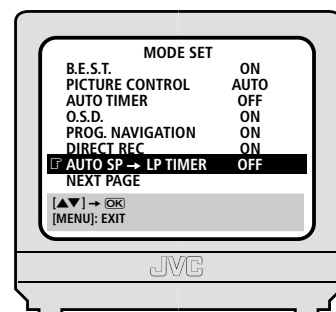 MODE SET
B.E.S.T. ON
PICTURE CONTROL AUTO
AUTO TIMER OFF
O.S.D. ON
PROG. NAVIGATION ON
DIRECT REC ON
☞ AUTO SP → LP TIMER OFF
NEXT PAGE
[▲▼] → OK
[MENU]: EXIT
JVC